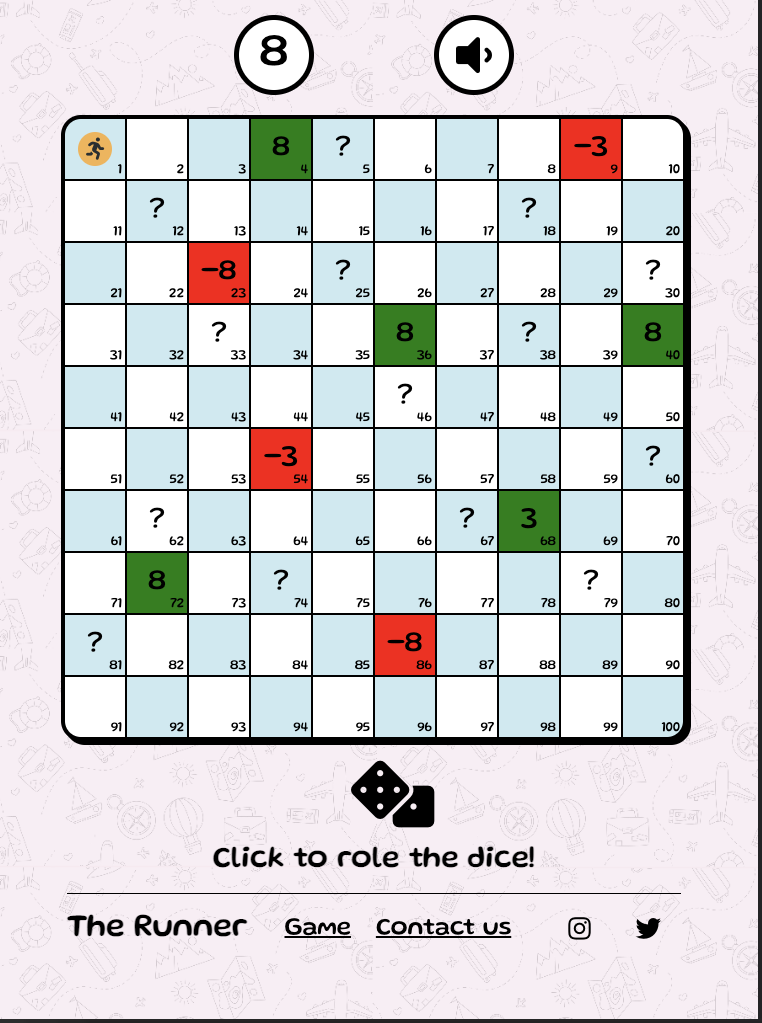 8
8 ? -3
1 2 3 4 5 6 7 8 9 10
? ?
11 12 13 14 15 16 17 18 19 20
-8 ? ?
21 22 23 24 25 26 27 28 29 30
? 8 ? 8
31 32 33 34 35 36 37 38 39 40
?
41 42 43 44 45 46 47 48 49 50
-3 ?
51 52 53 54 55 56 57 58 59 60
? ? 3
61 62 63 64 65 66 67 68 69 70
8 ? ?
71 72 73 74 75 76 77 78 79 80
? -8
81 82 83 84 85 86 87 88 89 90
91 92 93 94 95 96 97 98 99 100
Click to role the dice!
The Runner Game Contact us